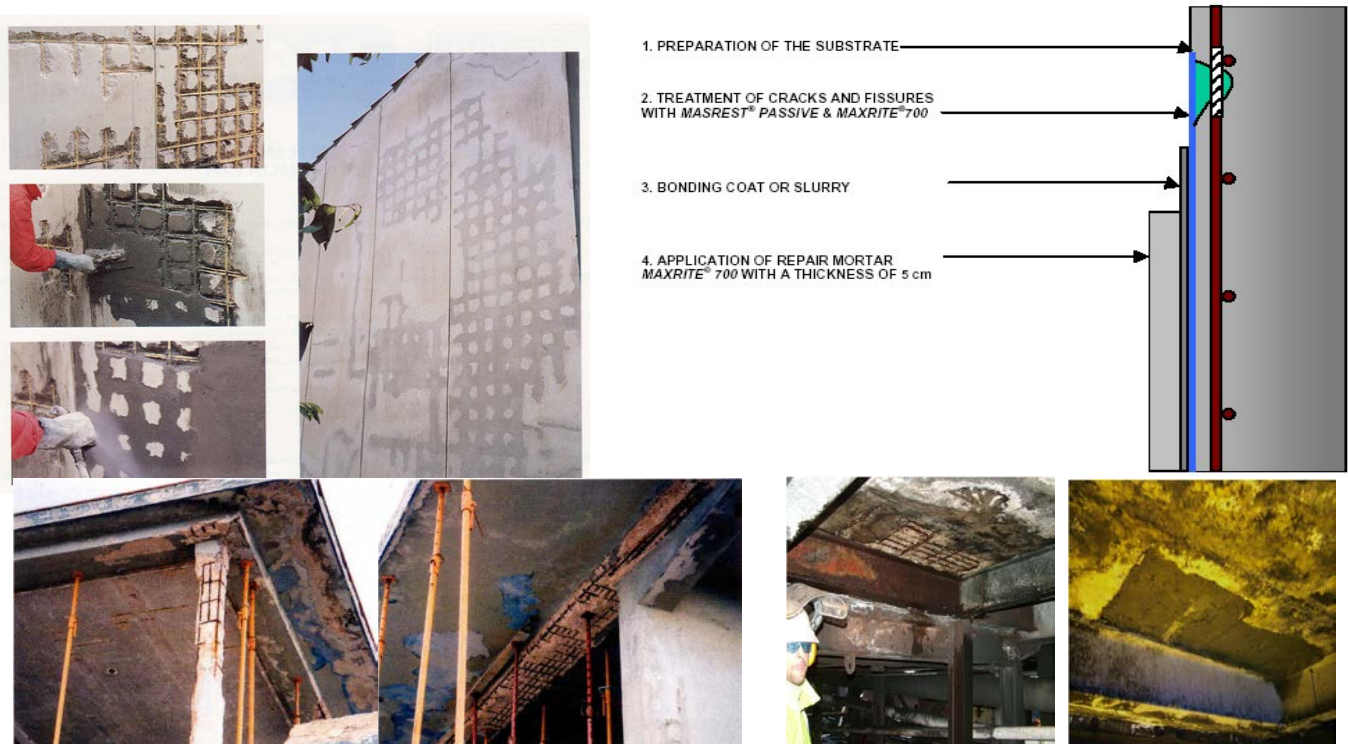 1. PREPARATION OF THE SUBSTRATE
2. TREATMENT OF CRACKS AND FISSURES
WITH MASREST® PASSIVE & MAXRITE®700
3. BONDING COAT OR SLURRY
4. APPLICATION OF REPAIR MORTAR
MAXRITE® 700 WITH A THICKNESS OF 5 cm